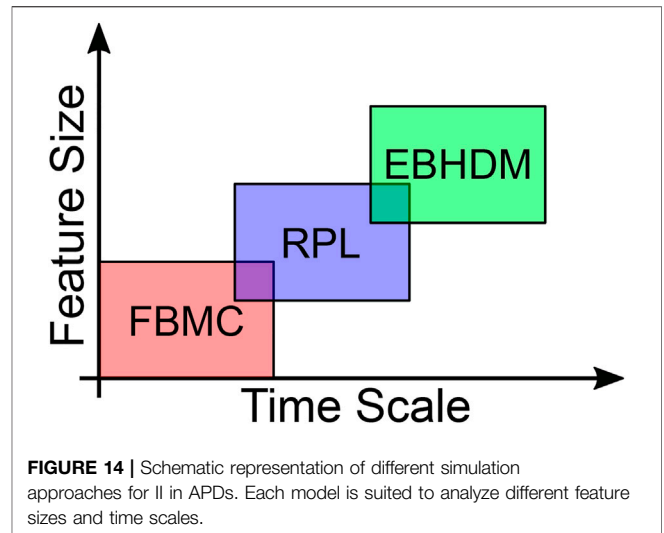 Feature Size
EBHDM
RPL
FBMC
Time Scale
FIGURE 14 | Schematic representation of different simulation
approaches for II in APDs. Each model is suited to analyze different feature
sizes and time scales.